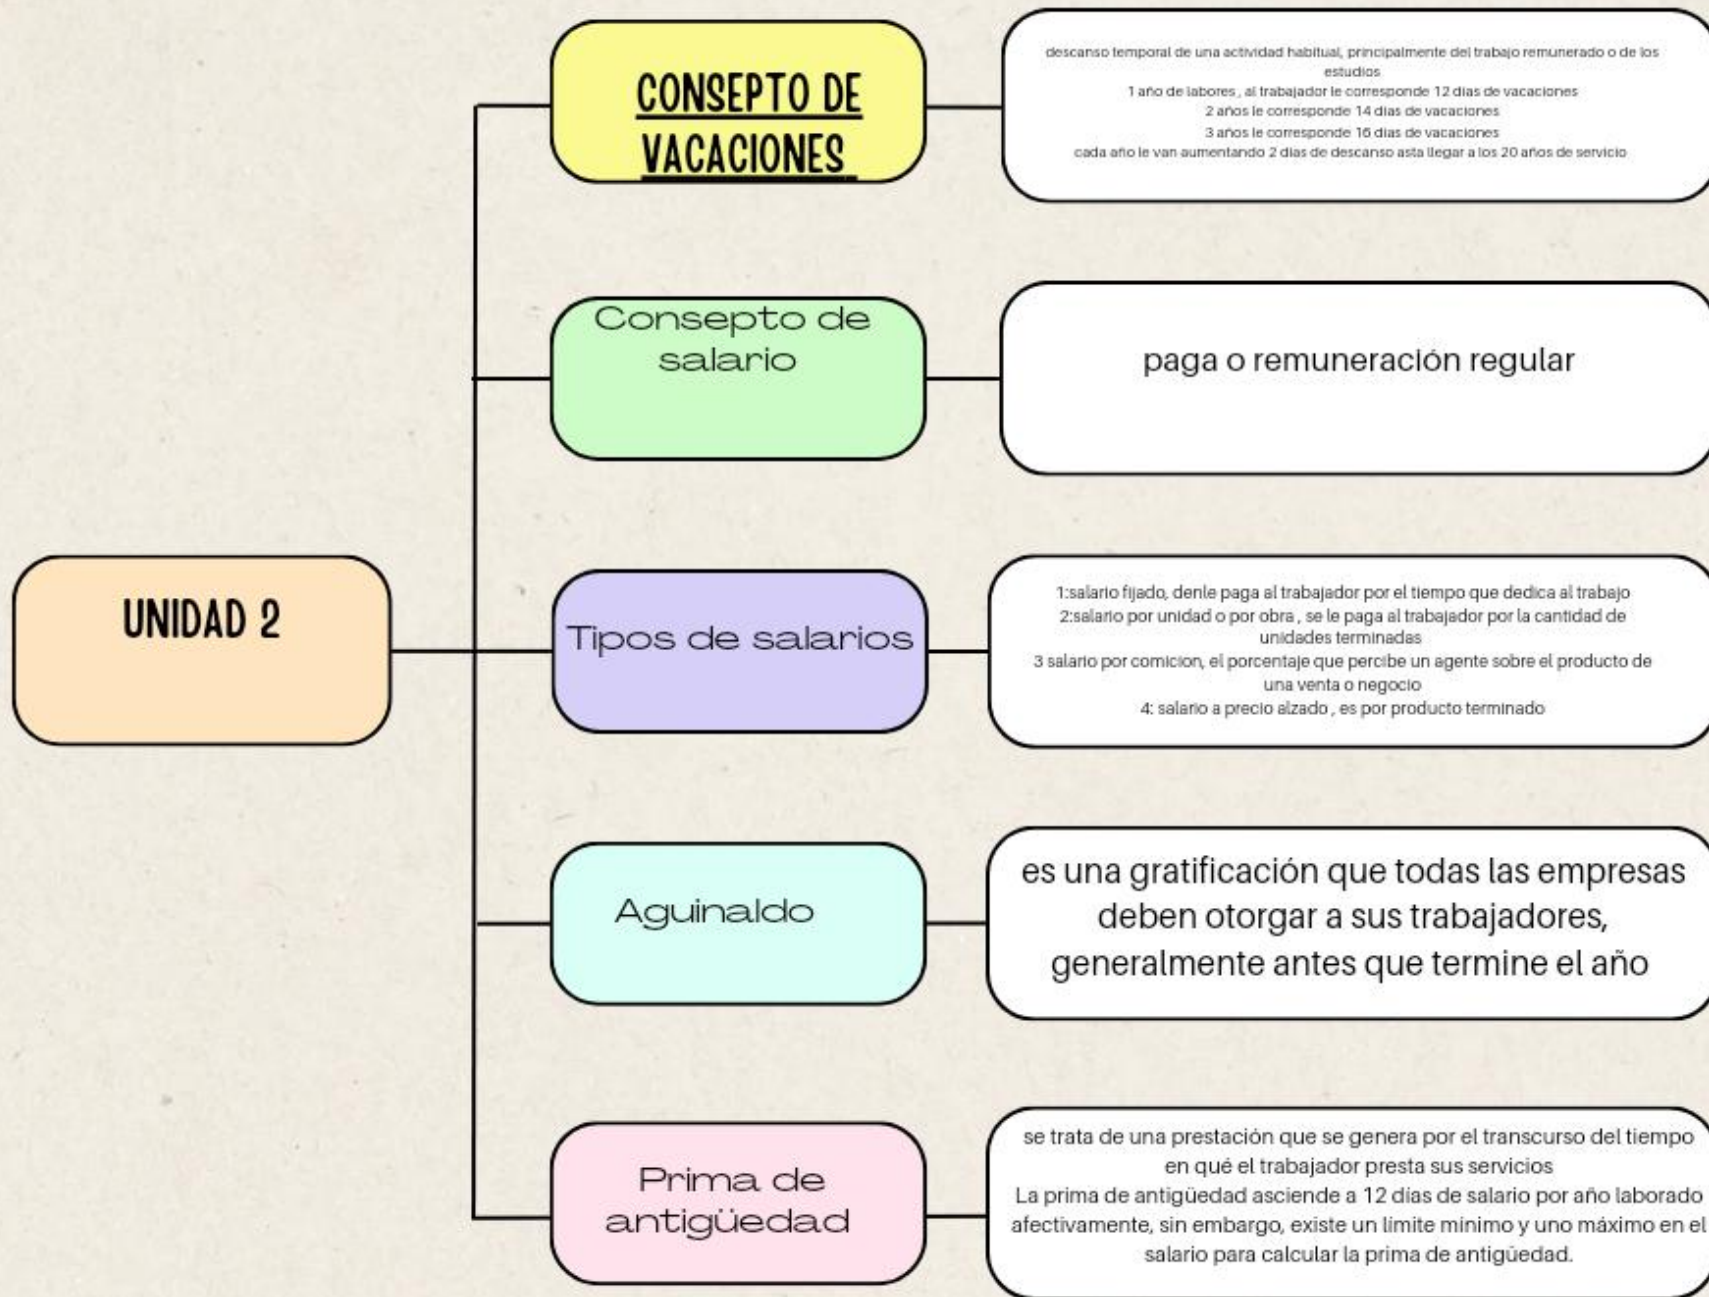 CONSEPTO DE
VACACIONES
descanso temporal de una actividad habitual, principalmente del trabajo remunerado o de los
estudios
1 año de labores , al trabajador le corresponde 12 dias de vacaciones
2 años le corresponde 14 dias de vacaciones
3 años le corresponde 16 dias de vacaciones
cada año le van aumentando 2 dias de descanso asta llegar a los 20 años de servicio
Consepto de
salario
paga o remuneración regular
UNIDAD 2
Tipos de salarios
1:salario fijado, denle paga al trabajador por el tiempo que dedica al trabajo
2:salario por unidad o por obra , se le paga al trabajador por la cantidad de
unidades terminadas
3 salario por comicion, el porcentaje que percibe un agente sobre el producto de
una venta o negocio
4: salario a precio alzado , es por producto terminado
Aguinaldo
es una gratificación que todas las empresas
deben otorgar a sus trabajadores,
generalmente antes que termine el año
Prima de
antigüedad
se trata de una prestación que se genera por el transcurso del tiempo
en qué el trabajador presta sus servicios
La prima de antigüedad asciende a 12 días de salario por año laborado
afectivamente, sin embargo, existe un límite mínimo y uno máximo en el
salario para calcular la prima de antigüedad.